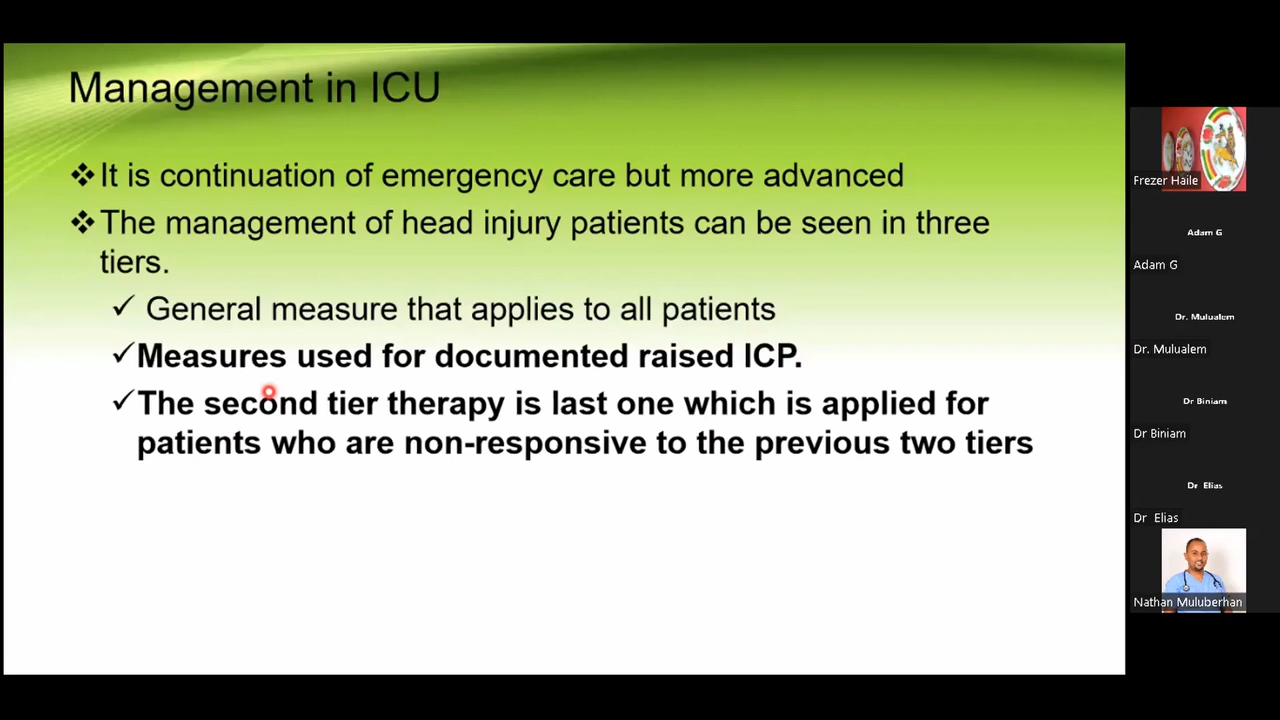 Management in ICU
❖It is continuation of emergency care but more advanced
❖The management of head injury patients can be seen in three
tiers.
✓ General measure that applies to all patients
✓Measures used for documented raised ICP.
✓The second tier therapy is last one which is applied for
patients who are non-responsive to the previous two tiers
Frezer Haile
Adam G
Adam G
Dr. Mulualem
Dr. Mulualem
Dr Biniam
Dr Biniam
Dr Elias
Dr Elias
Nathan Muluberhan